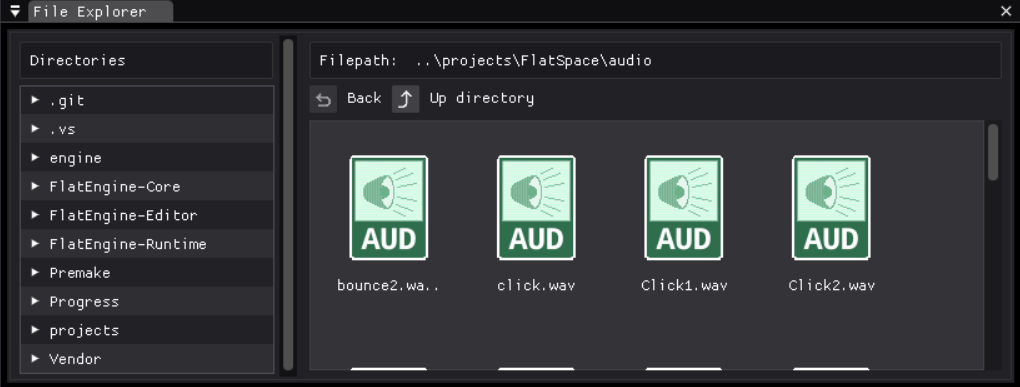 File Explorer
Directories
.git
.vs
engine
FlatEngine-Core
FlatEngine-Editor
FlatEngine-Runtime
Premake
Progress
projects
Vendor
Filepath: ..\projects\FlatSpace\audio
Back Up directory
AUD AUD AUD AUD
bounce2.wa.. click.wav Click1.wav Click2.wav